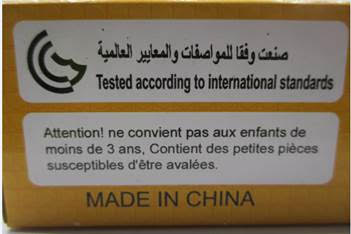 صنعت وفقا للمواصفات والمعايير العالمية
Tested according to international standards
Attention! ne convient pas aux enfants de
moins de 3 ans, Contient des petites pièces
susceptibles d'être avalées.
MADE IN CHINA